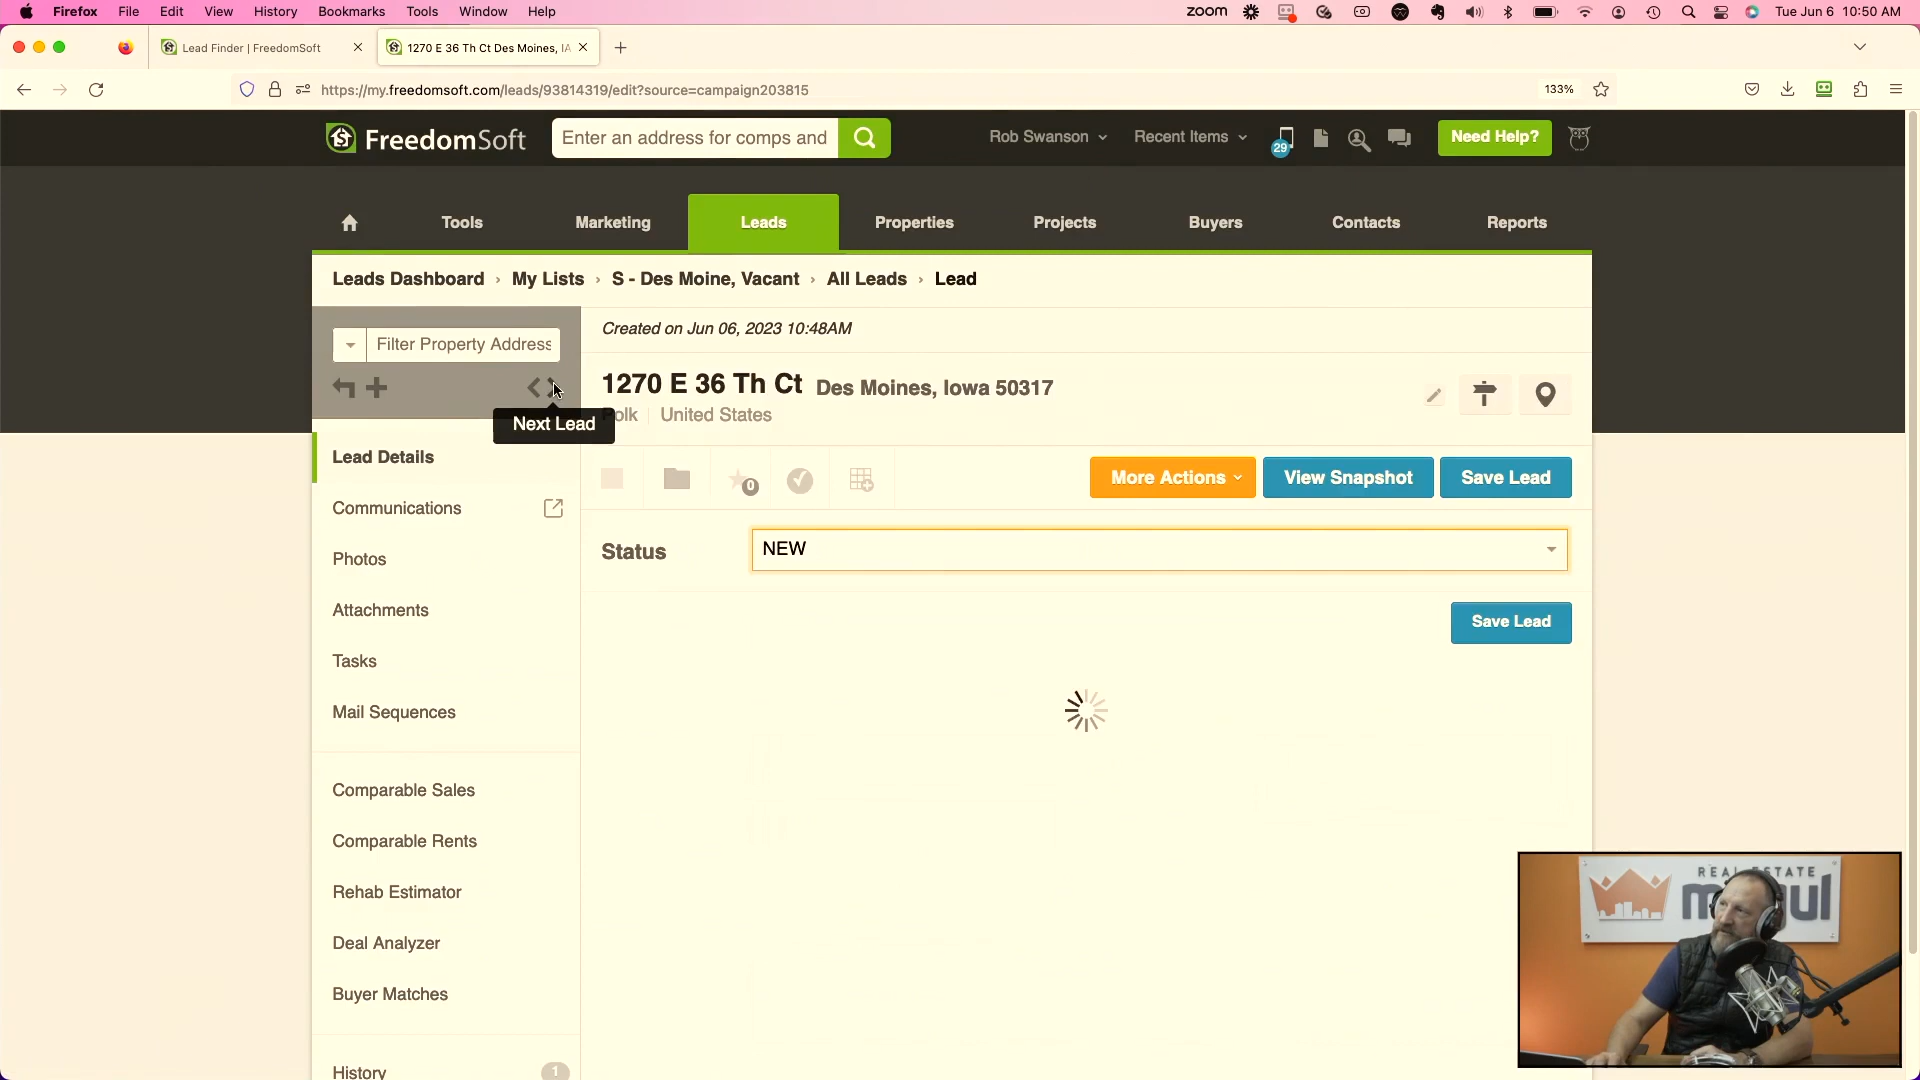 Firefox File Edit View History Bookmarks Tools Window Help zoom Tue Jun 6 10:50 AM
Lead Finder | FreedomSoft 1270 E 36 Th Ct Des Moines, IA
https://my.freedomsoft.com/leads/93814319/edit?source=campaign203815 133%
FreedomSoft Enter an address for comps and Rob Swanson Recent Items 29 Need Help?
Tools Marketing Leads Properties Projects Buyers Contacts Reports
Leads Dashboard › My Lists › S - Des Moine, Vacant › All Leads › Lead
Filter Property Address
Next Lead
Lead Details
Communications
Photos
Attachments
Tasks
Mail Sequences
Comparable Sales
Comparable Rents
Rehab Estimator
Deal Analyzer
Buyer Matches
History 1
Created on Jun 06, 2023 10:48AM
1270 E 36 Th Ct Des Moines, Iowa 50317
olk United States
0 More Actions View Snapshot Save Lead
Status NEW
Save Lead
REAL ESTATE